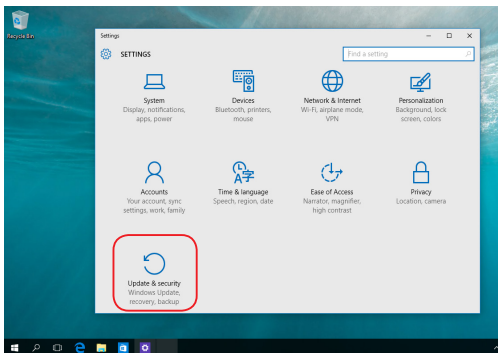 Recycle Bin
Settings
SETTINGS
Find a setting
System
Display, notifications,
apps, power
Devices
Bluetooth, printers,
mouse
Network & Internet
Wi-Fi, airplane mode,
VPN
Personalization
Background, lock
screen, colors
Accounts
Your account, sync
settings, work, family
Time & language
Speech, region, date
Ease of Access
Narrator, magnifier,
high contrast
Privacy
Location, camera
Update & security
Windows Update,
recovery, backup